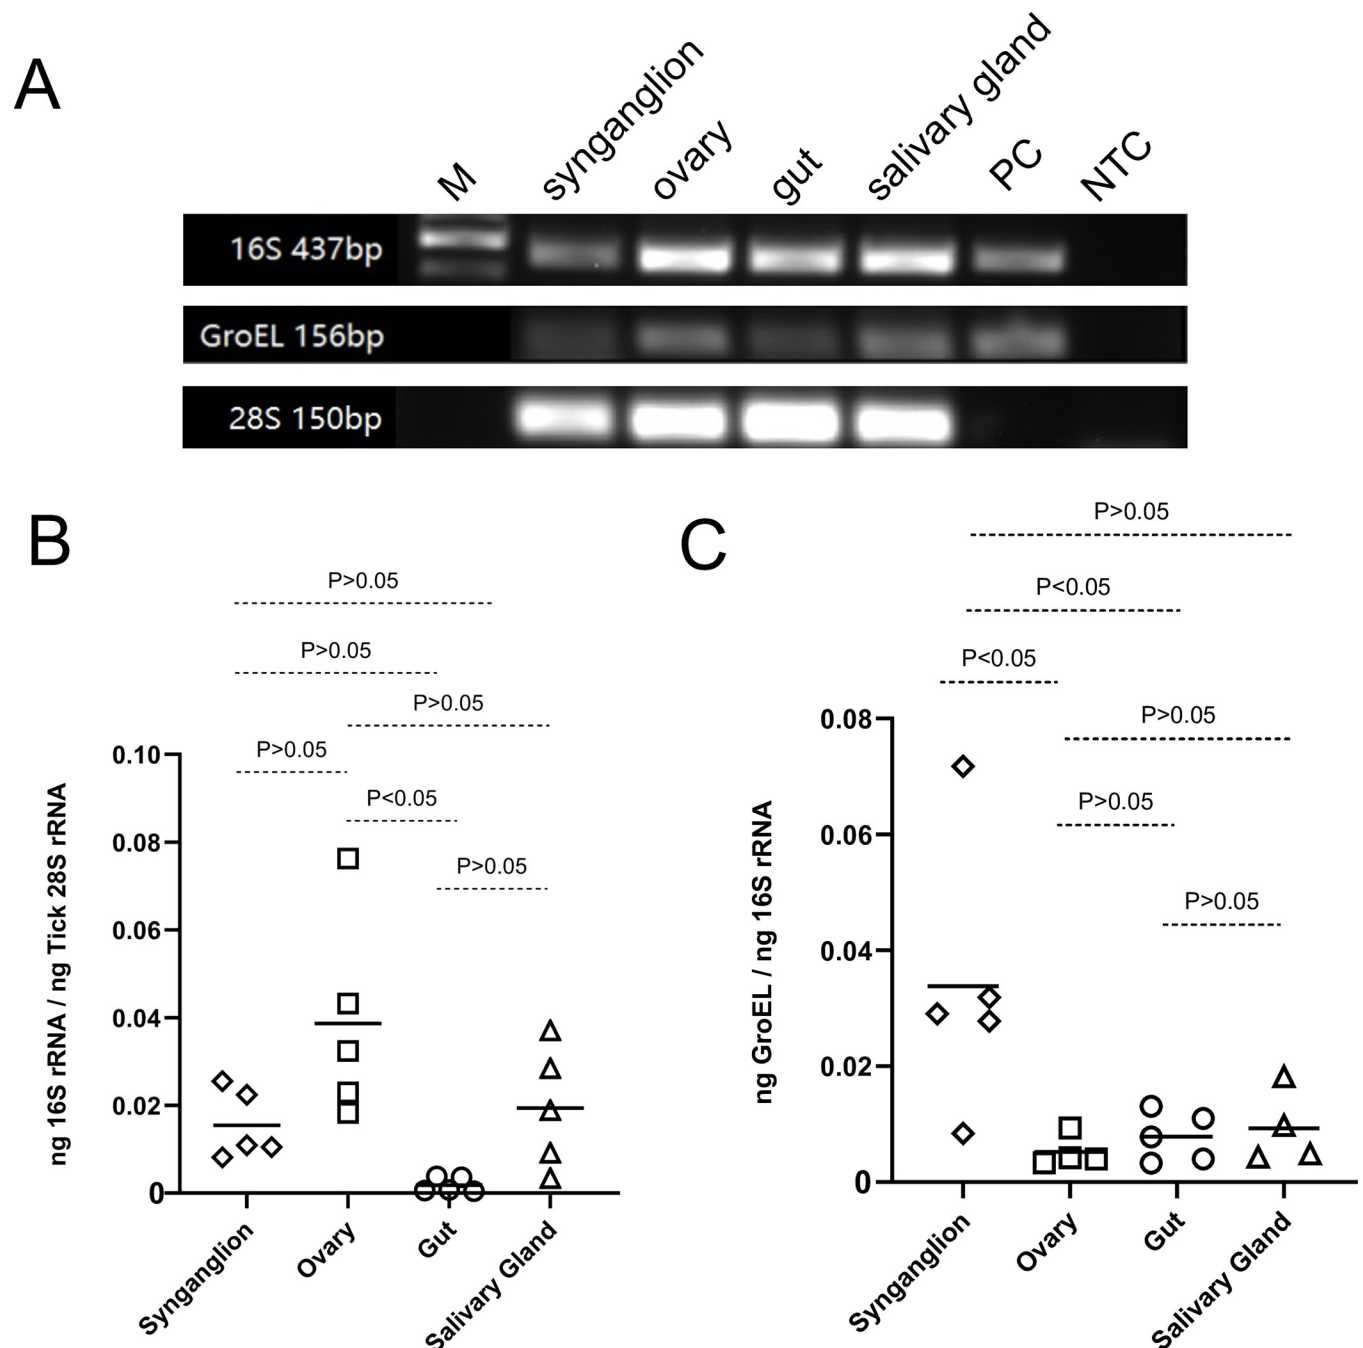 A
M
synganglion
ovary
gut
salivary gland
PC
NTC
16S 437bp
GroEL 156bp
28S 150bp
B
P>0.05
P>0.05
P>0.05
P>0.05
P<0.05
P>0.05
0.10
0.08
0.06
0.04
0.02
0
ng 16S rRNA / ng Tick 28S rRNA
Synganglion
Ovary
Gut
Salivary Gland
C
P>0.05
P<0.05
P<0.05
P>0.05
P>0.05
P>0.05
0.08
0.06
0.04
0.02
0
ng GroEL / ng 16S rRNA
Synganglion
Ovary
Gut
Salivary Gland